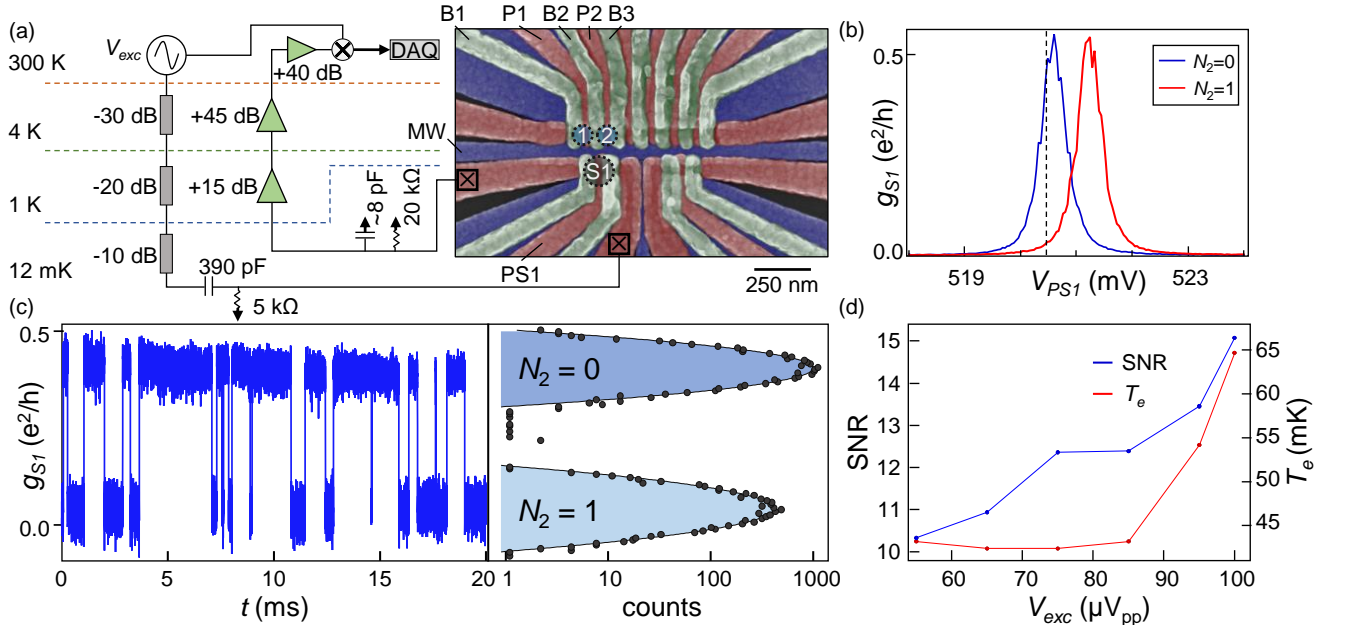 (a)
V_exc
DAQ
+40 dB
300 K
-30 dB
+45 dB
4 K
-20 dB
+15 dB
1 K
-10 dB
12 mK
390 pF
5 kΩ
~8 pF
20 kΩ
MW
B1
P1
B2
P2
B3
1
2
S1
PS1
250 nm
(b)
N₂=0
N₂=1
g_S1 (e²/h)
0.5
0.0
519
523
V_PS1 (mV)
(c)
g_S1 (e²/h)
0.5
0.0
0
5
10
15
20
t (ms)
N₂ = 0
N₂ = 1
1
10
100
1000
counts
(d)
SNR
T_e
SNR
15
14
13
12
11
10
65
60
55
50
45
T_e (mK)
60
70
80
90
100
V_exc (μV_pp)